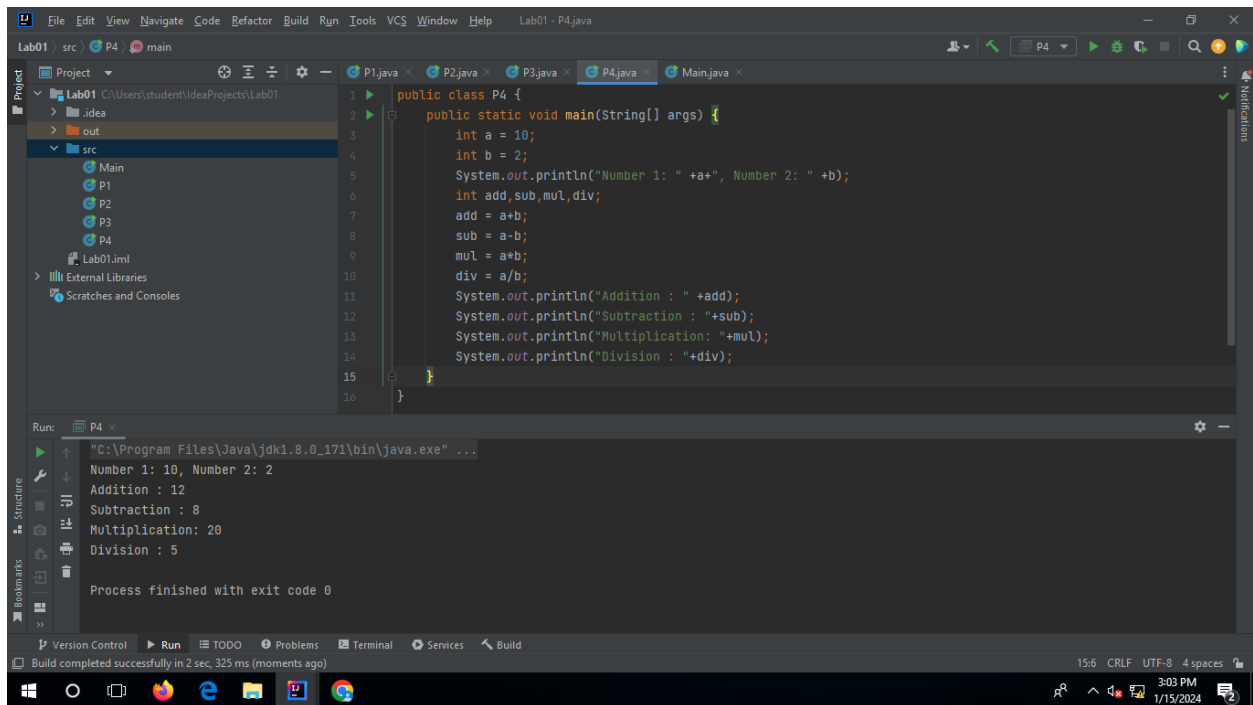 File Edit View Navigate Code Refactor Build Run Tools VCS Window Help Lab01 - P4.java
Lab01 src P4 main
P4
Project
Project
P1.java P2.java P3.java P4.java Main.java
Notifications
Lab01 C:\Users\student\IdeaProjects\Lab01
.idea
out
src
Main
P1
P2
P3
P4
Lab01.iml
External Libraries
Scratches and Consoles
1 public class P4 {
2 public static void main(String[] args) {
3 int a = 10;
4 int b = 2;
5 System.out.println("Number 1: " +a+", Number 2: " +b);
6 int add,sub,mul,div;
7 add = a+b;
8 sub = a-b;
9 mul = a*b;
10 div = a/b;
11 System.out.println("Addition : " +add);
12 System.out.println("Subtraction : "+sub);
13 System.out.println("Multiplication: "+mul);
14 System.out.println("Division : "+div);
15 }
16 }
Run: P4
"C:\Program Files\Java\jdk1.8.0_171\bin\java.exe" ...
Number 1: 10, Number 2: 2
Addition : 12
Subtraction : 8
Multiplication: 20
Division : 5
Process finished with exit code 0
Structure
Bookmarks
Version Control Run TODO Problems Terminal Services Build
Build completed successfully in 2 sec, 325 ms (moments ago)
15:6 CRLF UTF-8 4 spaces
3:03 PM
1/15/2024
2